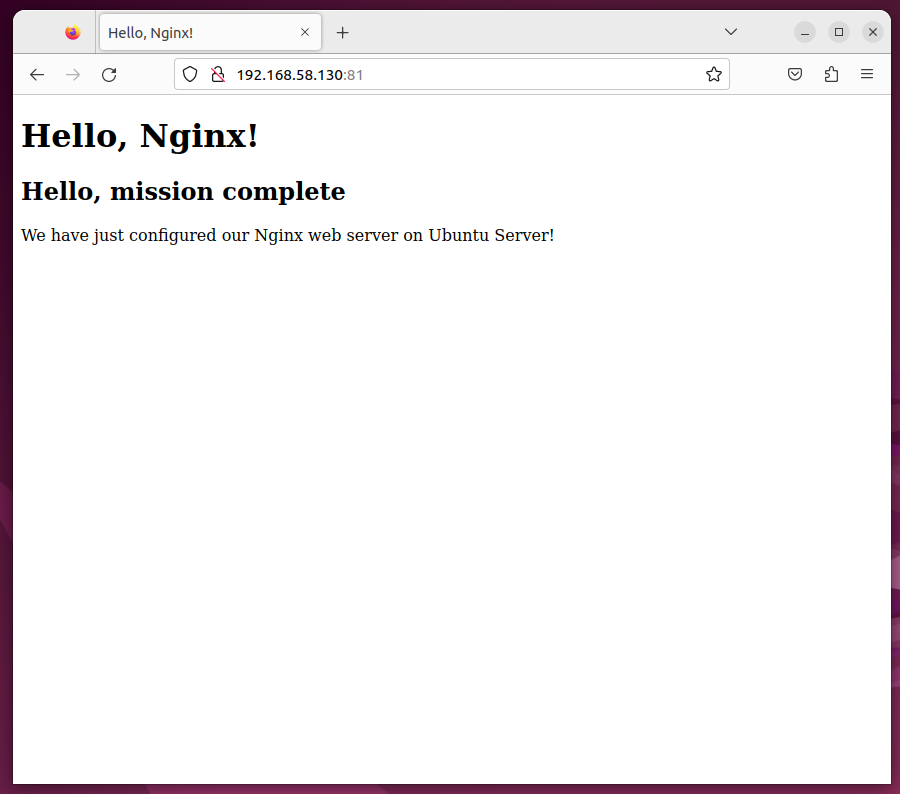 Hello, Nginx!
192.168.58.130:81
Hello, Nginx!
Hello, mission complete
We have just configured our Nginx web server on Ubuntu Server!